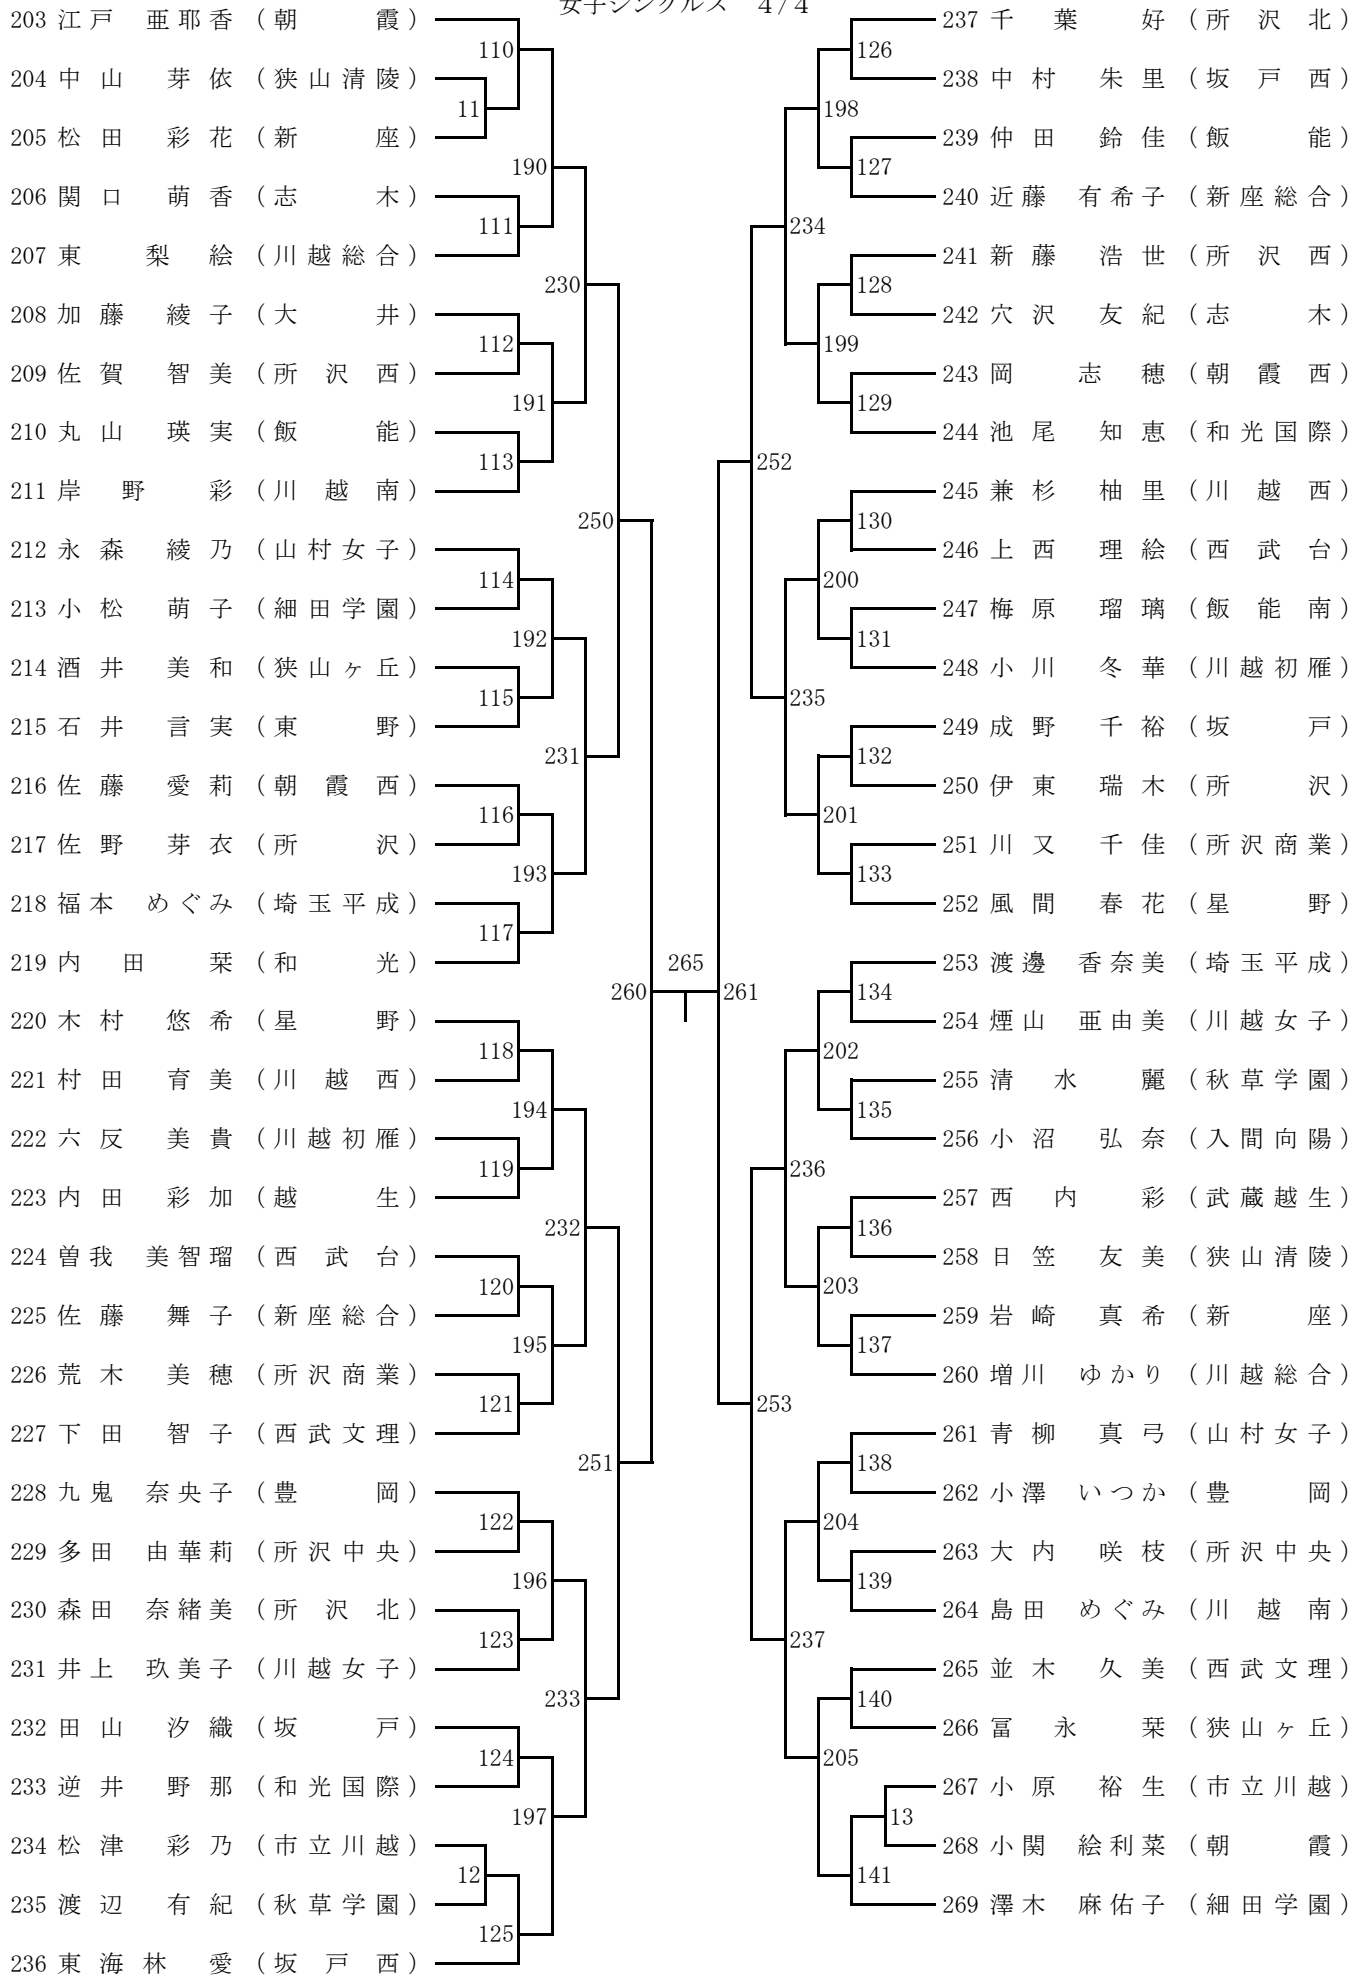 女子シングルス 4/4
203 江戸 亜耶香 (朝霞)
204 中山 芽依 (狭山清陵)
205 松田 彩花 (新座)
206 関口 萌香 (志木)
207 東 梨絵 (川越総合)
208 加藤 綾子 (大井)
209 佐賀 智美 (所沢西)
210 丸山 瑛実 (飯能)
211 岸野 彩 (川越南)
212 永森 綾乃 (山村女子)
213 小松 萌子 (細田学園)
214 酒井 美和 (狭山ヶ丘)
215 石井 言実 (東野)
216 佐藤 愛莉 (朝霞西)
217 佐野 芽衣 (所沢)
218 福本 めぐみ (埼玉平成)
219 内田 栞 (和光)
220 木村 悠希 (星野)
221 村田 育美 (川越西)
222 六反 美貴 (川越初雁)
223 内田 彩加 (越生)
224 曽我 美智瑠 (西武台)
225 佐藤 舞子 (新座総合)
226 荒木 美穂 (所沢商業)
227 下田 智子 (西武文理)
228 九鬼 奈央子 (豊岡)
229 多田 由華莉 (所沢中央)
230 森田 奈緒美 (所沢北)
231 井上 玖美子 (川越女子)
232 田山 汐織 (坂戸)
233 逆井 野那 (和光国際)
234 松津 彩乃 (市立川越)
235 渡辺 有紀 (秋草学園)
236 東海林 愛 (坂戸西)
110
11
190
111
230
112
191
113
250
114
192
115
231
116
193
117
260
118
194
119
232
120
195
121
251
122
196
123
233
124
197
12
125
265
261
126
198
127
234
128
199
129
252
130
200
131
235
132
201
133
134
202
135
236
136
203
137
253
138
204
139
237
140
205
13
141
237 千葉 好 (所沢北)
238 中村 朱里 (坂戸西)
239 仲田 鈴佳 (飯能)
240 近藤 有希子 (新座総合)
241 新藤 浩世 (所沢西)
242 穴沢 友紀 (志木)
243 岡 志穂 (朝霞西)
244 池尾 知恵 (和光国際)
245 兼杉 柚里 (川越西)
246 上西 理絵 (西武台)
247 梅原 瑠璃 (飯能南)
248 小川 冬華 (川越初雁)
249 成野 千裕 (坂戸)
250 伊東 瑞木 (所沢)
251 川又 千佳 (所沢商業)
252 風間 春花 (星野)
253 渡邊 香奈美 (埼玉平成)
254 煙山 亜由美 (川越女子)
255 清水 麗 (秋草学園)
256 小沼 弘奈 (入間向陽)
257 西内 彩 (武蔵越生)
258 日笠 友美 (狭山清陵)
259 岩崎 真希 (新座)
260 増川 ゆかり (川越総合)
261 青柳 真弓 (山村女子)
262 小澤 いつか (豊岡)
263 大内 咲枝 (所沢中央)
264 島田 めぐみ (川越南)
265 並木 久美 (西武文理)
266 冨永 栞 (狭山ヶ丘)
267 小原 裕生 (市立川越)
268 小関 絵利菜 (朝霞)
269 澤木 麻佑子 (細田学園)